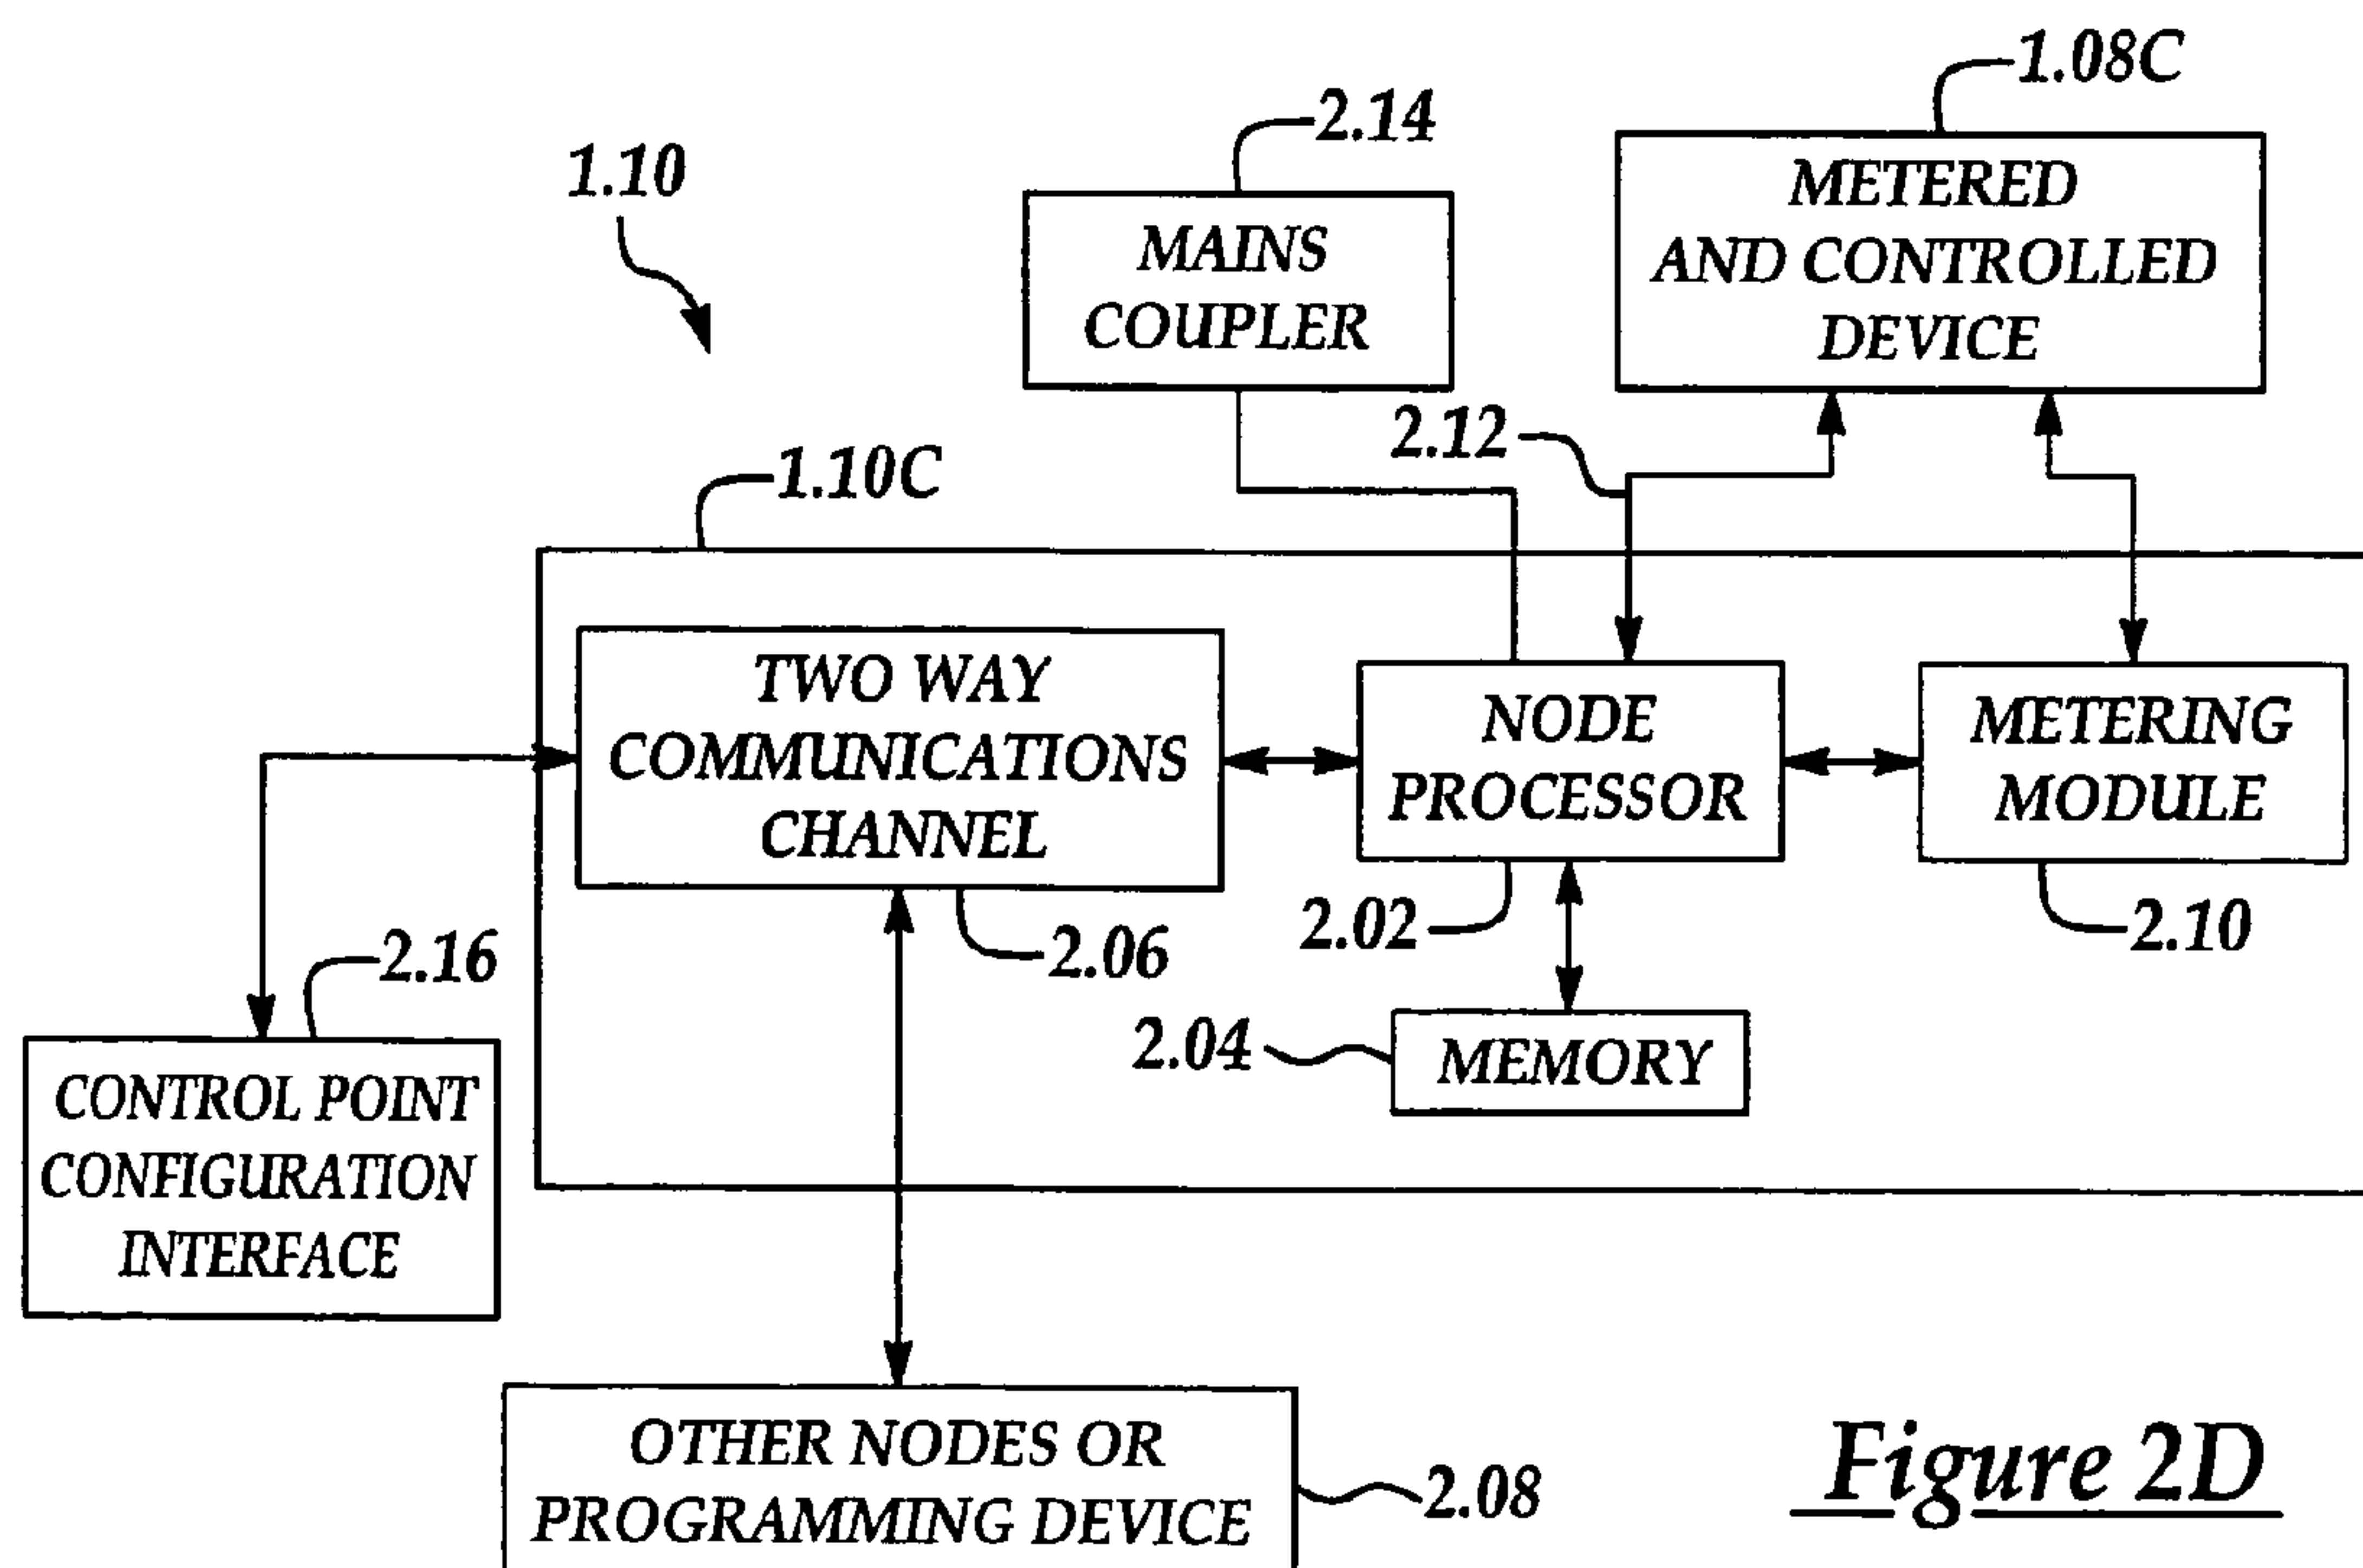 1.08C
2.14
1.10
METERED
AND CONTROLLED
DEVICE
MAINS
COUPLER
2.12
1.10C
TWO WAY
COMMUNICATIONS
CHANNEL
NODE
PROCESSOR
METERING
MODULE
2.06
2.02
2.10
2.16
2.04
MEMORY
CONTROL POINT
CONFIGURATION
INTERFACE
OTHER NODES OR
PROGRAMMING DEVICE
2.08
Figure 2D